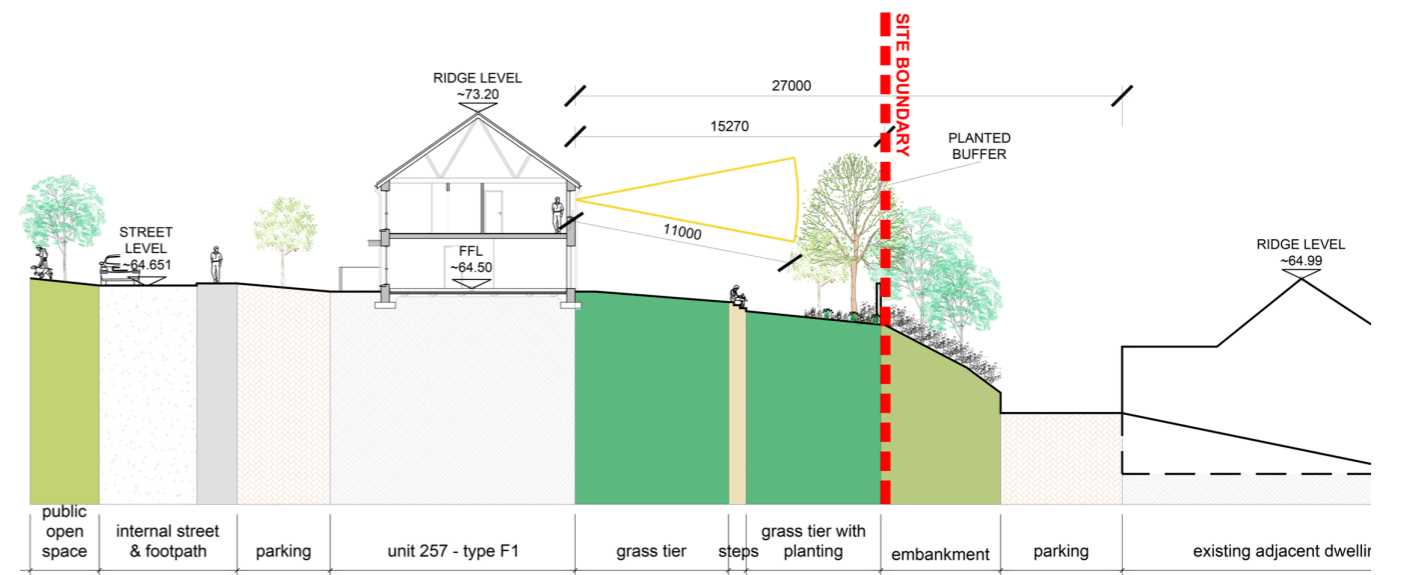 SITE BOUNDARY
RIDGE LEVEL
~73.20
27000
15270
PLANTED
BUFFER
STREET
LEVEL
~64.651
FFL
~64.50
11000
RIDGE LEVEL
~64.99
public
open
space
internal street
& footpath
parking
unit 257 - type F1
grass tier
steps
grass tier with
planting
embankment
parking
existing adjacent dwellin